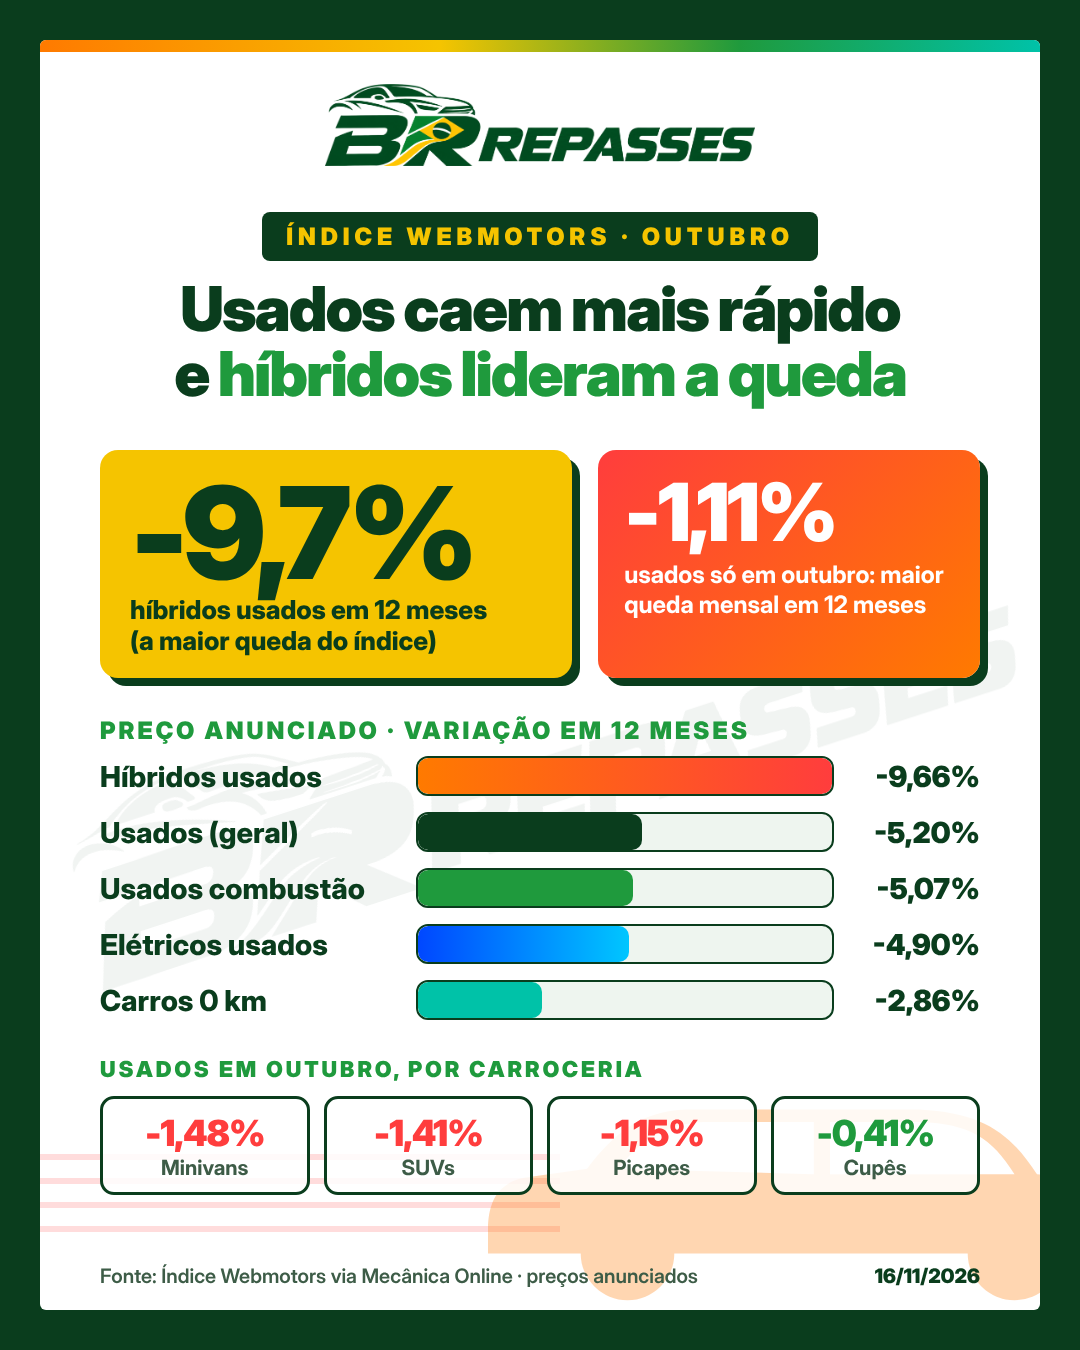 BR REPASSES
ÍNDICE WEBMOTORS · OUTUBRO
Usados caem mais rápido
e híbridos lideram a queda
-9,7%
híbridos usados em 12 meses
(a maior queda do índice)
-1,11%
usados só em outubro: maior
queda mensal em 12 meses
PREÇO ANUNCIADO · VARIAÇÃO EM 12 MESES
Híbridos usados -9,66%
Usados (geral) -5,20%
Usados combustão -5,07%
Elétricos usados -4,90%
Carros 0 km -2,86%
USADOS EM OUTUBRO, POR CARROCERIA
-1,48%
Minivans
-1,41%
SUVs
-1,15%
Picapes
-0,41%
Cupês
Fonte: Índice Webmotors via Mecânica Online · preços anunciados
16/11/2026
BR REPASSES